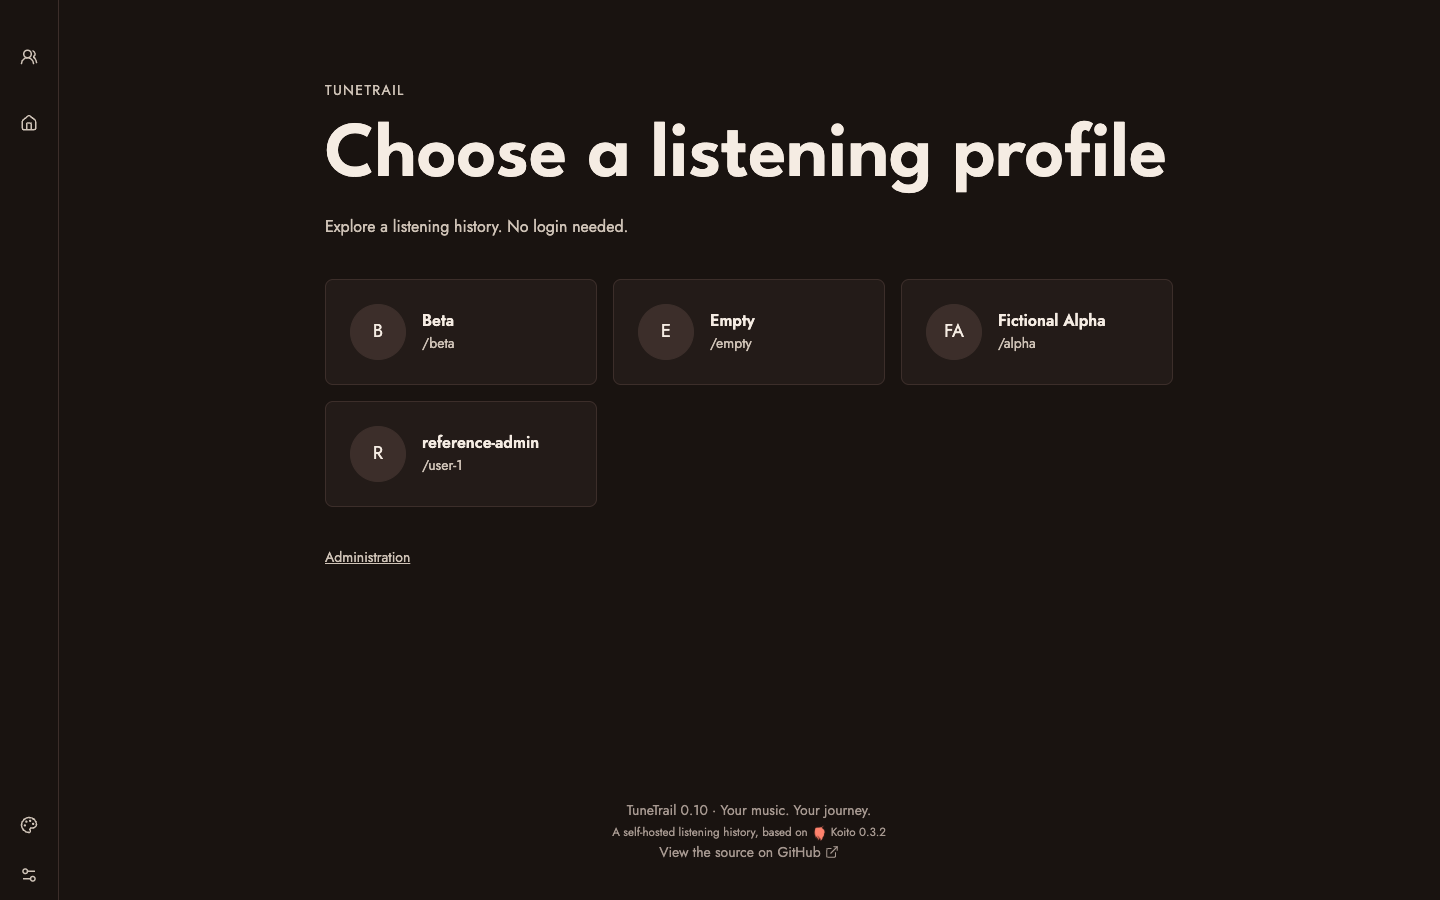 TUNETRAIL
Choose a listening profile
Explore a listening history. No login needed.
B
Beta
/beta
E
Empty
/empty
FA
Fictional Alpha
/alpha
R
reference-admin
/user-1
Administration
TuneTrail 0.10 · Your music. Your journey.
A self-hosted listening history, based on Koito 0.3.2
View the source on GitHub